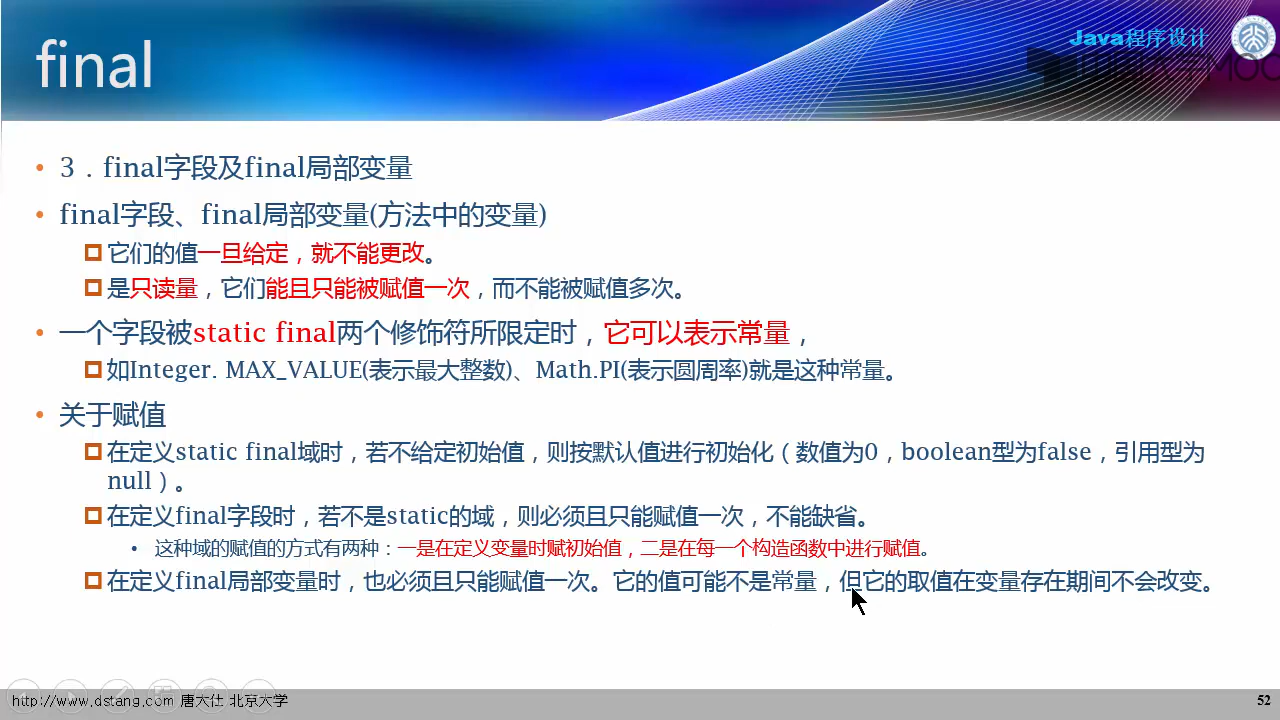 final
Java程序设计
3．final字段及final局部变量
final字段、final局部变量(方法中的变量)
它们的值一旦给定，就不能更改。
是只读量，它们能且只能被赋值一次，而不能被赋值多次。
一个字段被static final两个修饰符所限定时，它可以表示常量，
如Integer. MAX_VALUE(表示最大整数)、Math.PI(表示圆周率)就是这种常量。
关于赋值
在定义static final域时，若不给定初始值，则按默认值进行初始化（数值为0，boolean型为false，引用型为
null）。
在定义final字段时，若不是static的域，则必须且只能赋值一次，不能缺省。
这种域的赋值的方式有两种：一是在定义变量时赋初始值，二是在每一个构造函数中进行赋值。
在定义final局部变量时，也必须且只能赋值一次。它的值可能不是常量，但它的取值在变量存在期间不会改变。
http://www.dstang.com 唐大仕 北京大学
52